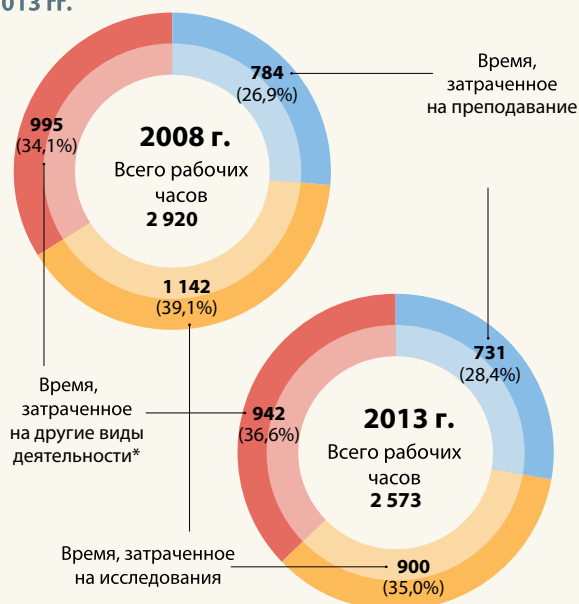 013 гг.
784
(26,9%)
Время,
затраченное
на преподавание
995
(34,1%)
2008 г.
Всего рабочих
часов
2 920
1 142
(39,1%)
731
(28,4%)
Время,
затраченное
на другие виды
деятельности*
942
(36,6%)
2013 г.
Всего рабочих
часов
2 573
Время, затраченное
на исследования
900
(35,0%)